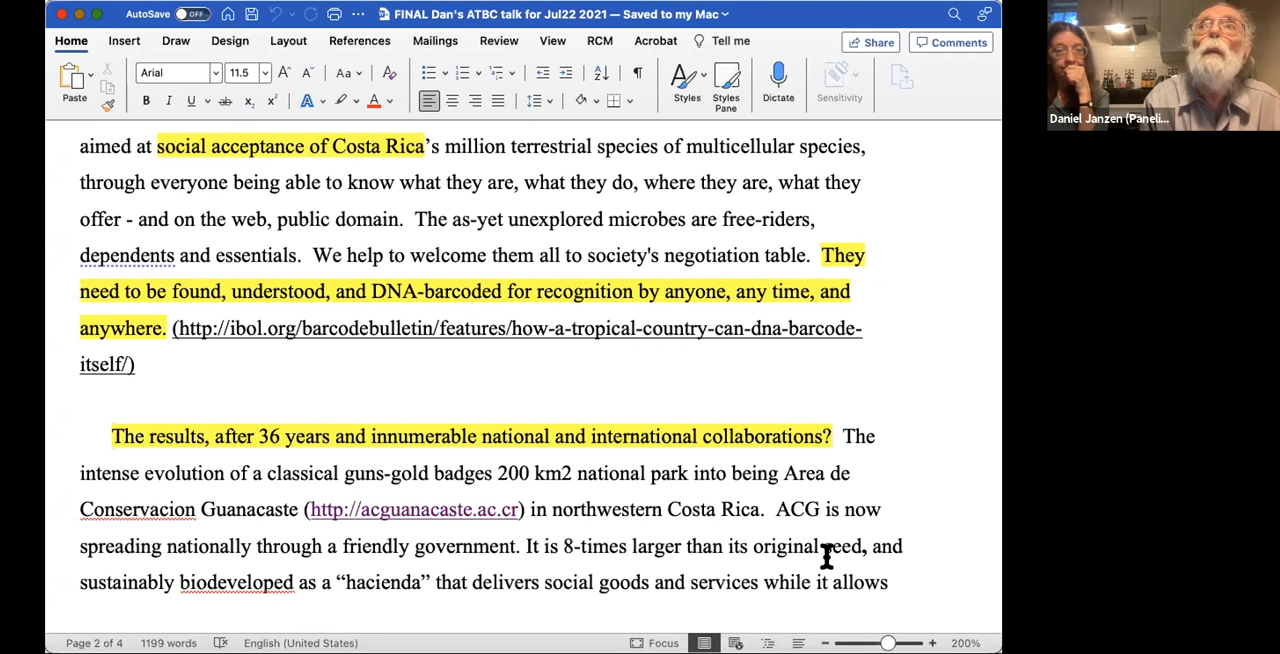 AutoSave OFF FINAL Dan's ATBC talk for Jul22 2021 — Saved to my Mac
Home Insert Draw Design Layout References Mailings Review View RCM Acrobat Tell me Share Comments
Paste Arial 11.5 Aa Styles Styles Pane Dictate Sensitivity
aimed at social acceptance of Costa Rica’s million terrestrial species of multicellular species,
through everyone being able to know what they are, what they do, where they are, what they
offer - and on the web, public domain. The as-yet unexplored microbes are free-riders,
dependents and essentials. We help to welcome them all to society's negotiation table. They
need to be found, understood, and DNA-barcoded for recognition by anyone, any time, and
anywhere. (http://ibol.org/barcodebulletin/features/how-a-tropical-country-can-dna-barcode-
itself/)
The results, after 36 years and innumerable national and international collaborations? The
intense evolution of a classical guns-gold badges 200 km2 national park into being Area de
Conservacion Guanacaste (http://acguanacaste.ac.cr) in northwestern Costa Rica. ACG is now
spreading nationally through a friendly government. It is 8-times larger than its original seed, and
sustainably biodeveloped as a “hacienda” that delivers social goods and services while it allows
Page 2 of 4 1199 words English (United States) Focus 200%
Daniel Janzen (Paneli...